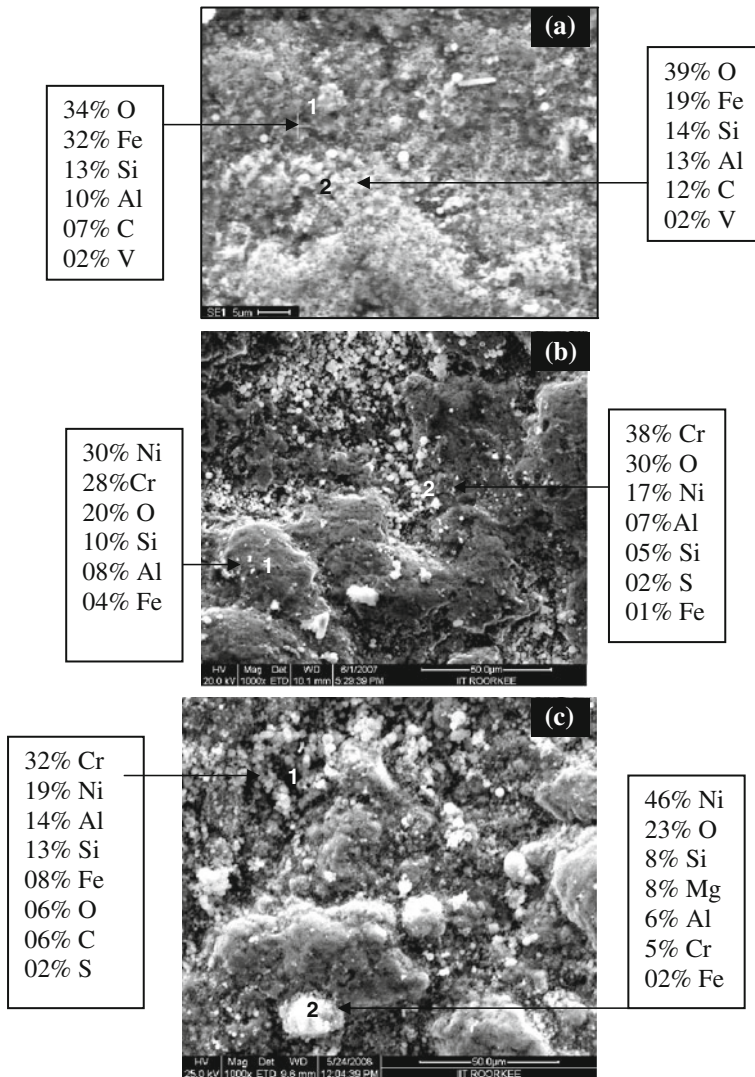 (a)
34% O
32% Fe
13% Si
10% Al
07% C
02% V
1
2
39% O
19% Fe
14% Si
13% Al
12% C
02% V
SE1 5µm
(b)
30% Ni
28%Cr
20% O
10% Si
08% Al
04% Fe
2
1
38% Cr
30% O
17% Ni
07%Al
05% Si
02% S
01% Fe
HV Mag Det WD 6/1/2007 50.0µm
20.0 kV 1000x ETD 10.1 mm 5:29:39 PM IIT ROORKEE
(c)
32% Cr
19% Ni
14% Al
13% Si
08% Fe
06% O
06% C
02% S
1
2
46% Ni
23% O
8% Si
8% Mg
6% Al
5% Cr
02% Fe
HV Mag Det WD 5/24/2008 50.0µm
25.0 kV 1000x ETD 9.6 mm 12:04:39 PM IIT ROORKEE